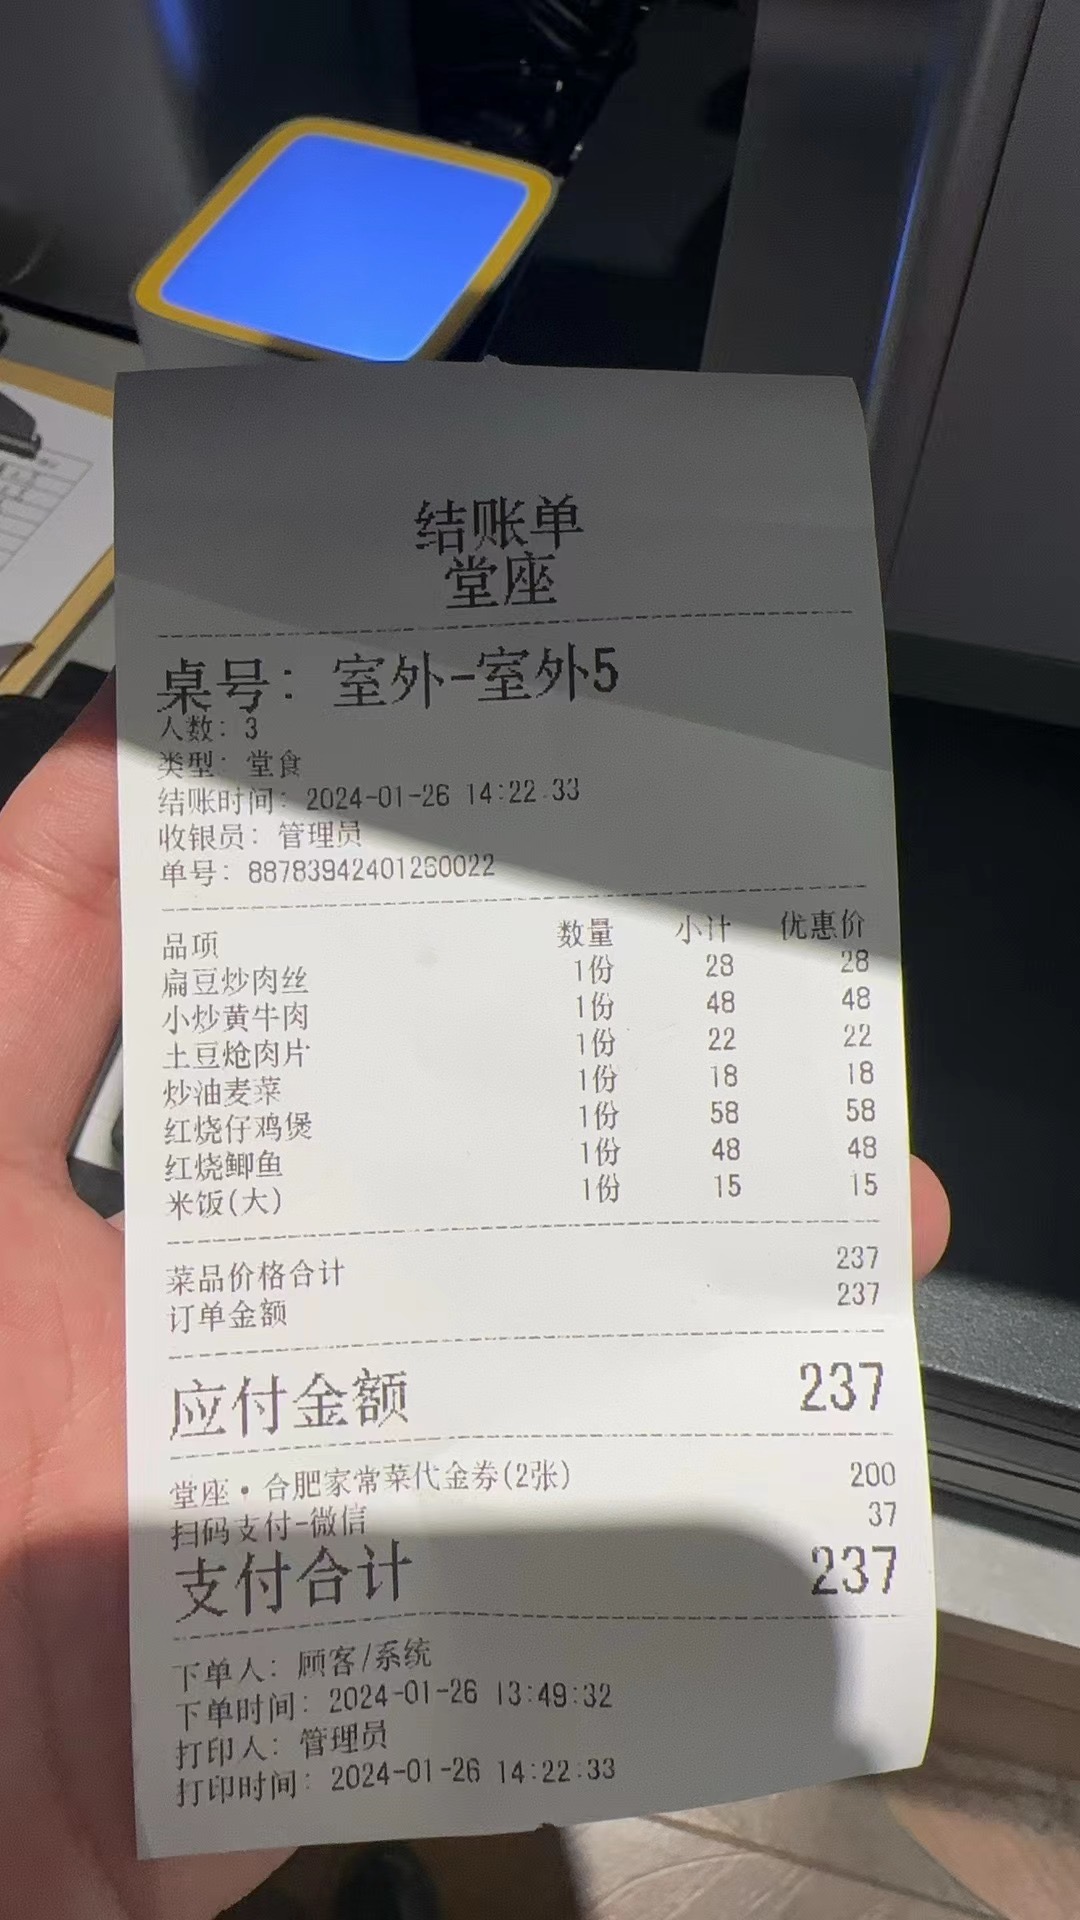 结账单
堂座
桌号：室外-室外5
人数：3
类型：堂食
结账时间：2024-01-26 14:22:33
收银员：管理员
单号：88783942401260022
品项 数量 小计 优惠价
扁豆炒肉丝 1份 28 28
小炒黄牛肉 1份 48 48
土豆炝肉片 1份 22 22
炒油麦菜 1份 18 18
红烧仔鸡煲 1份 58 58
红烧鲫鱼 1份 48 48
米饭(大) 1份 15 15
菜品价格合计 237
订单金额 237
应付金额 237
堂座•合肥家常菜代金券(2张) 200
扫码支付-微信 37
支付合计 237
下单人：顾客/系统
下单时间：2024-01-26 13:49:32
打印人：管理员
打印时间：2024-01-26 14:22:33